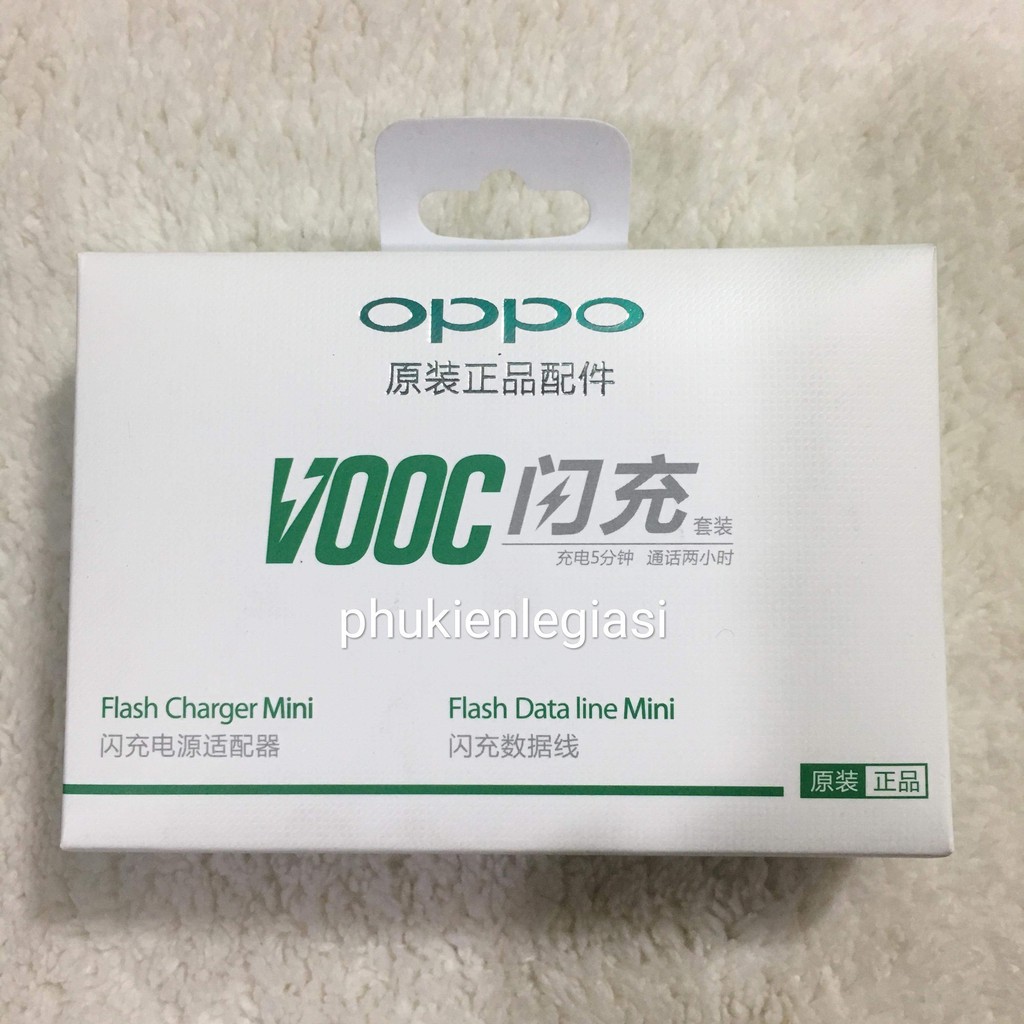 oppo
原装正品配件
VOOC闪充套装
充电5分钟 通话两小时
phukienlegiasi
Flash Charger Mini
闪充电源适配器
Flash Data line Mini
闪充数据线
原装 正品